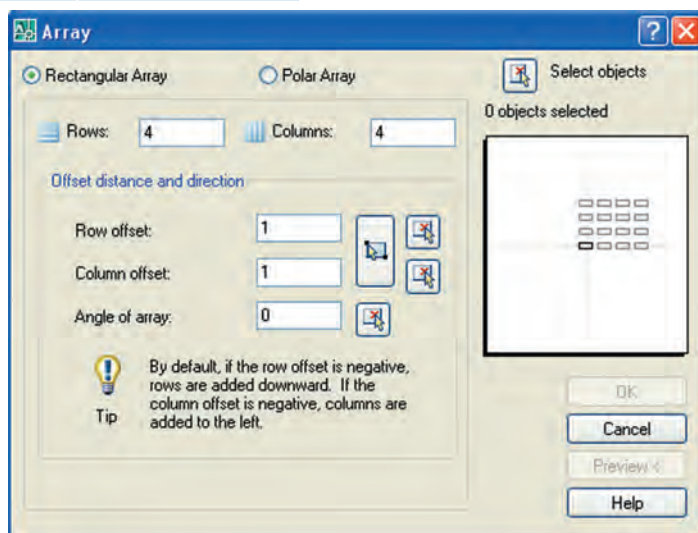 Array
Rectangular Array
Polar Array
Select objects
0 objects selected
Rows: 4
Columns: 4
Offset distance and direction
Row offset: 1
Column offset: 1
Angle of array: 0
By default, if the row offset is negative,
rows are added downward. If the
column offset is negative, columns are
added to the left.
Tip
OK
Cancel
Preview <
Help